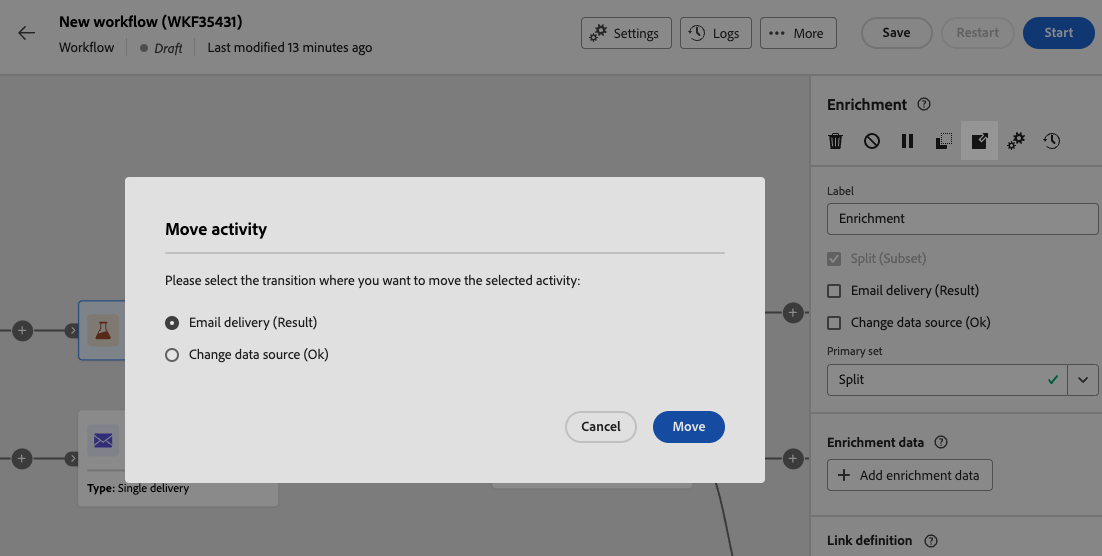 New workflow (WKF35431)
Workflow Draft Last modified 13 minutes ago
Settings Logs More Save Restart Start
Enrichment
Label
Enrichment
Split (Subset)
Email delivery (Result)
Change data source (Ok)
Primary set
Split
Enrichment data
Add enrichment data
Link definition
Move activity
Please select the transition where you want to move the selected activity:
Email delivery (Result)
Change data source (Ok)
Cancel Move
Type: Single delivery